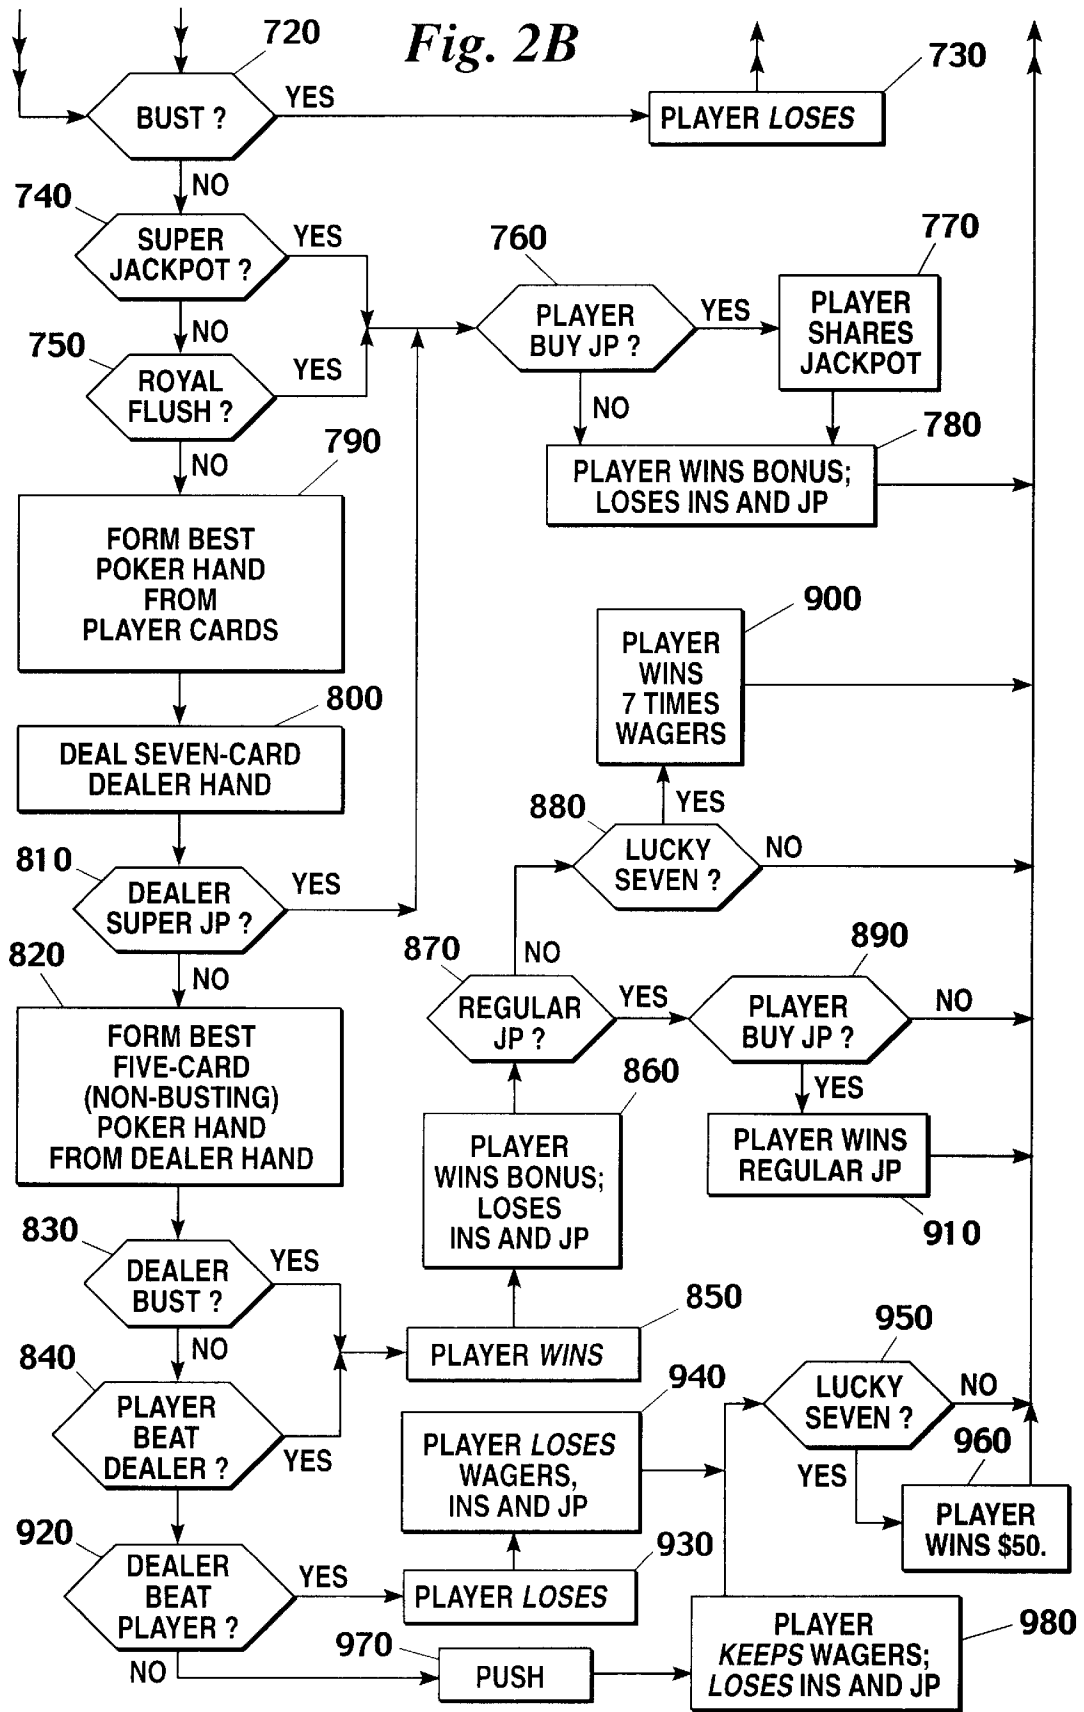 Fig. 2B
720
BUST ?
YES
730
PLAYER LOSES
NO
740
SUPER
JACKPOT ?
YES
760
PLAYER
BUY JP ?
YES
770
PLAYER
SHARES
JACKPOT
NO
750
ROYAL
FLUSH ?
YES
NO
780
PLAYER WINS BONUS;
LOSES INS AND JP
NO
790
FORM BEST
POKER HAND
FROM
PLAYER CARDS
900
PLAYER
WINS
7 TIMES
WAGERS
800
DEAL SEVEN-CARD
DEALER HAND
YES
880
LUCKY
SEVEN ?
NO
810
DEALER
SUPER JP ?
YES
NO
870
REGULAR
JP ?
NO
YES
890
PLAYER
BUY JP ?
NO
YES
820
FORM BEST
FIVE-CARD
(NON-BUSTING)
POKER HAND
FROM DEALER HAND
860
PLAYER
WINS BONUS;
LOSES
INS AND JP
PLAYER WINS
REGULAR JP
910
830
DEALER
BUST ?
YES
NO
850
PLAYER WINS
840
PLAYER
BEAT
DEALER ?
YES
940
PLAYER LOSES
WAGERS,
INS AND JP
950
LUCKY
SEVEN ?
NO
YES
960
PLAYER
WINS $50.
920
DEALER
BEAT
PLAYER ?
YES
930
PLAYER LOSES
NO
970
PUSH
980
PLAYER
KEEPS WAGERS;
LOSES INS AND JP